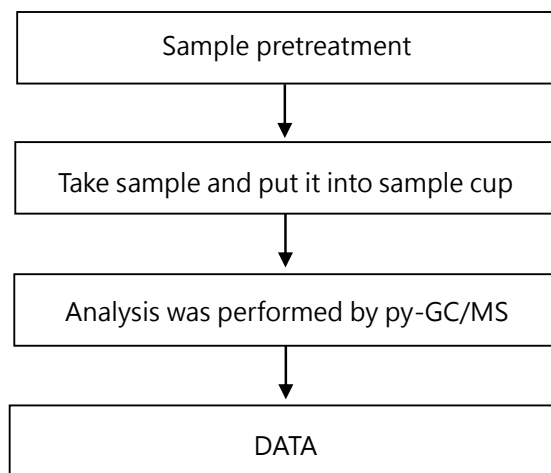 Sample pretreatment
Take sample and put it into sample cup
Analysis was performed by py-GC/MS
DATA